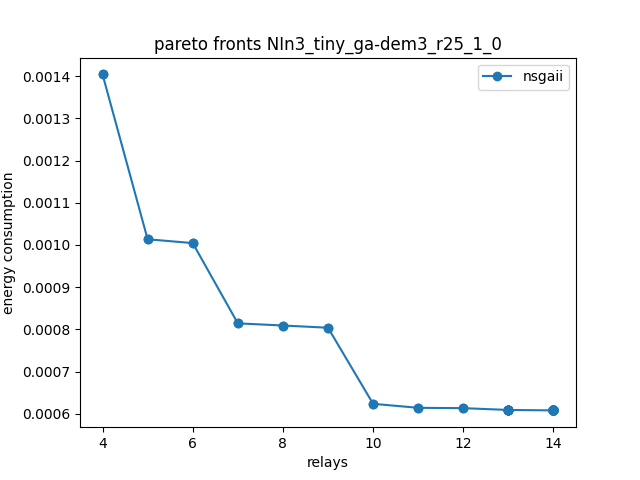 pareto fronts NIn3_tiny_ga-dem3_r25_1_0
nsgaii
0.0014
0.0013
0.0012
0.0011
0.0010
0.0009
0.0008
0.0007
0.0006
energy consumption
4 6 8 10 12 14
relays